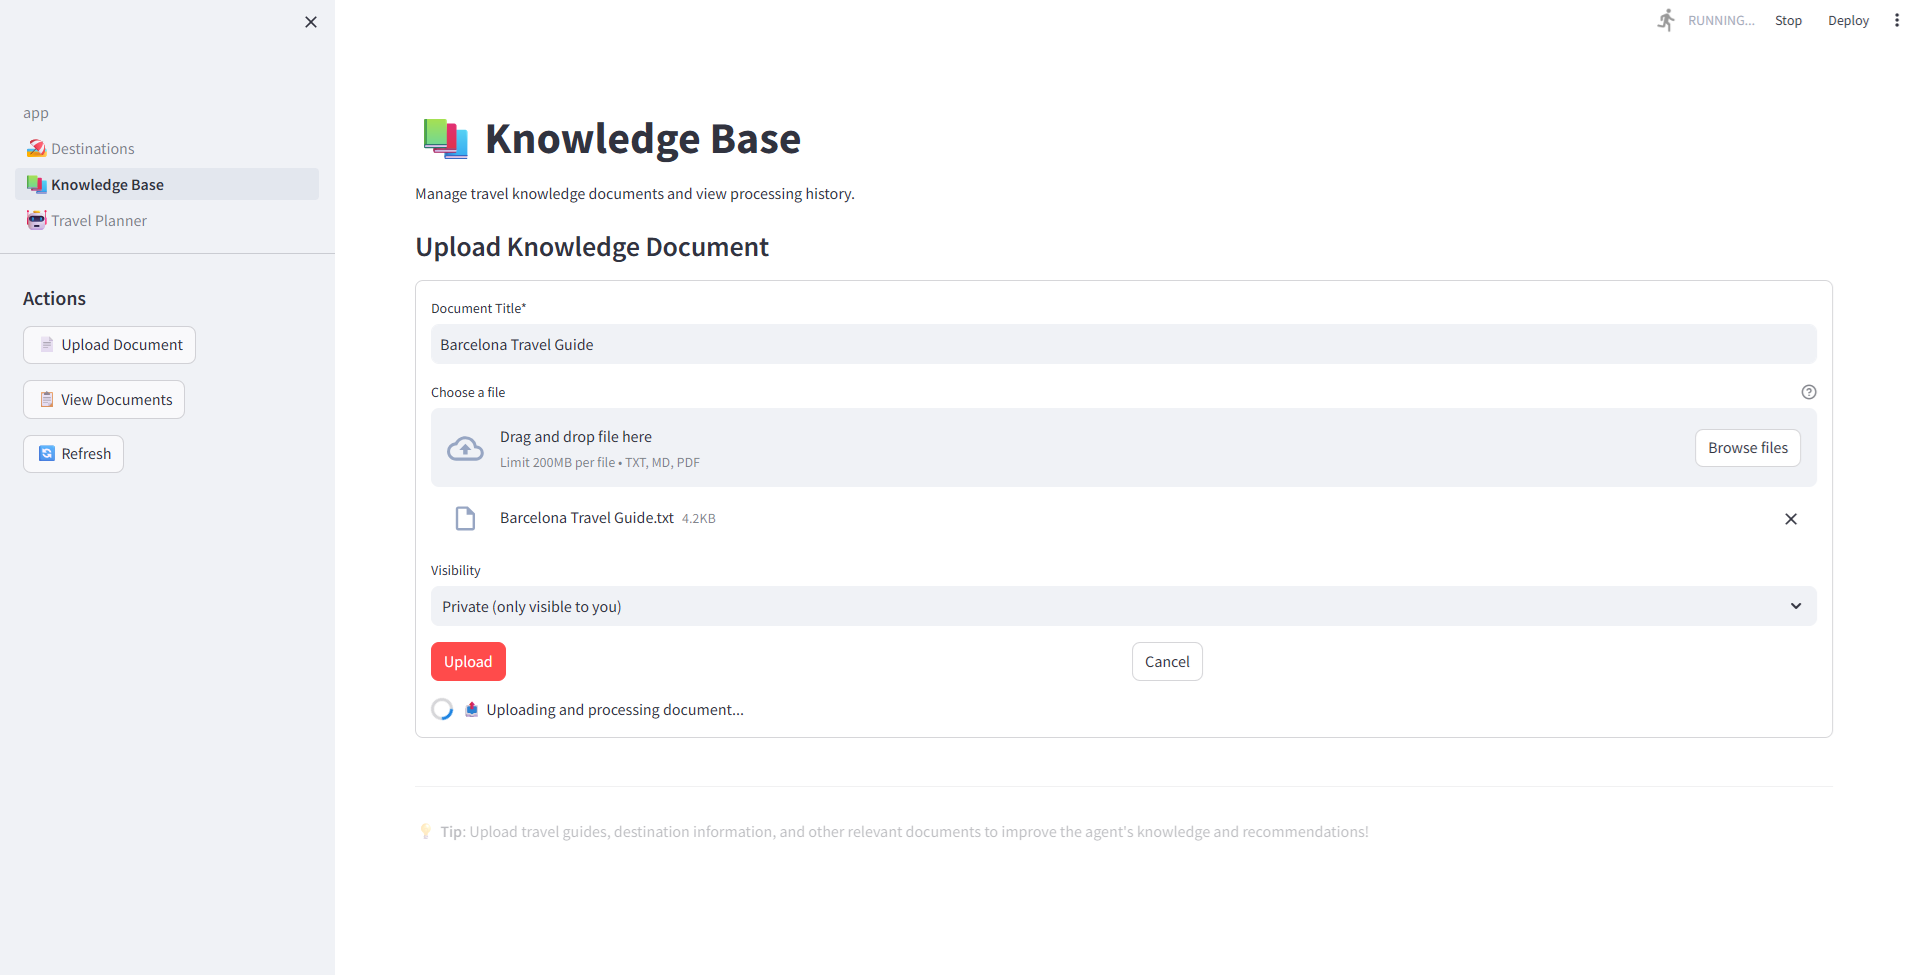 RUNNING...
Stop
Deploy
app
Destinations
Knowledge Base
Travel Planner
Actions
Upload Document
View Documents
Refresh
Knowledge Base
Manage travel knowledge documents and view processing history.
Upload Knowledge Document
Document Title*
Barcelona Travel Guide
Choose a file
Drag and drop file here
Limit 200MB per file • TXT, MD, PDF
Browse files
Barcelona Travel Guide.txt 4.2KB
Visibility
Private (only visible to you)
Upload
Cancel
Uploading and processing document...
Tip: Upload travel guides, destination information, and other relevant documents to improve the agent's knowledge and recommendations!